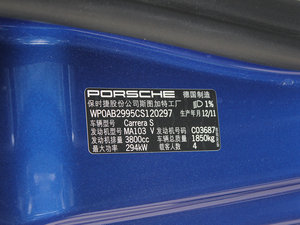 PORSCHE 德国制造
保时捷股份公司斯图加特工厂 1%
WP0AB2995CS120297 生产年月 12/11
车辆型号 Carrera S
发动机型号 MA103 V 发动机号 C03687
发动机排量 3800cc 总质量 1850kg
最大功率 294kW 载客人数 4